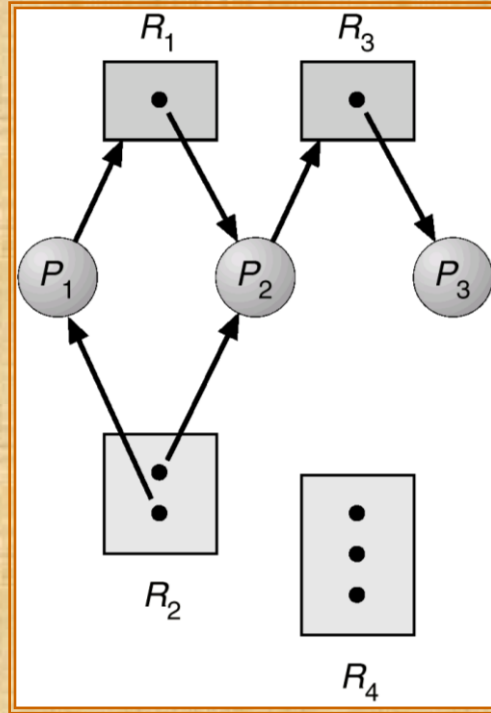 R₁ R₃
P₁ P₂ P₃
R₂
R₄